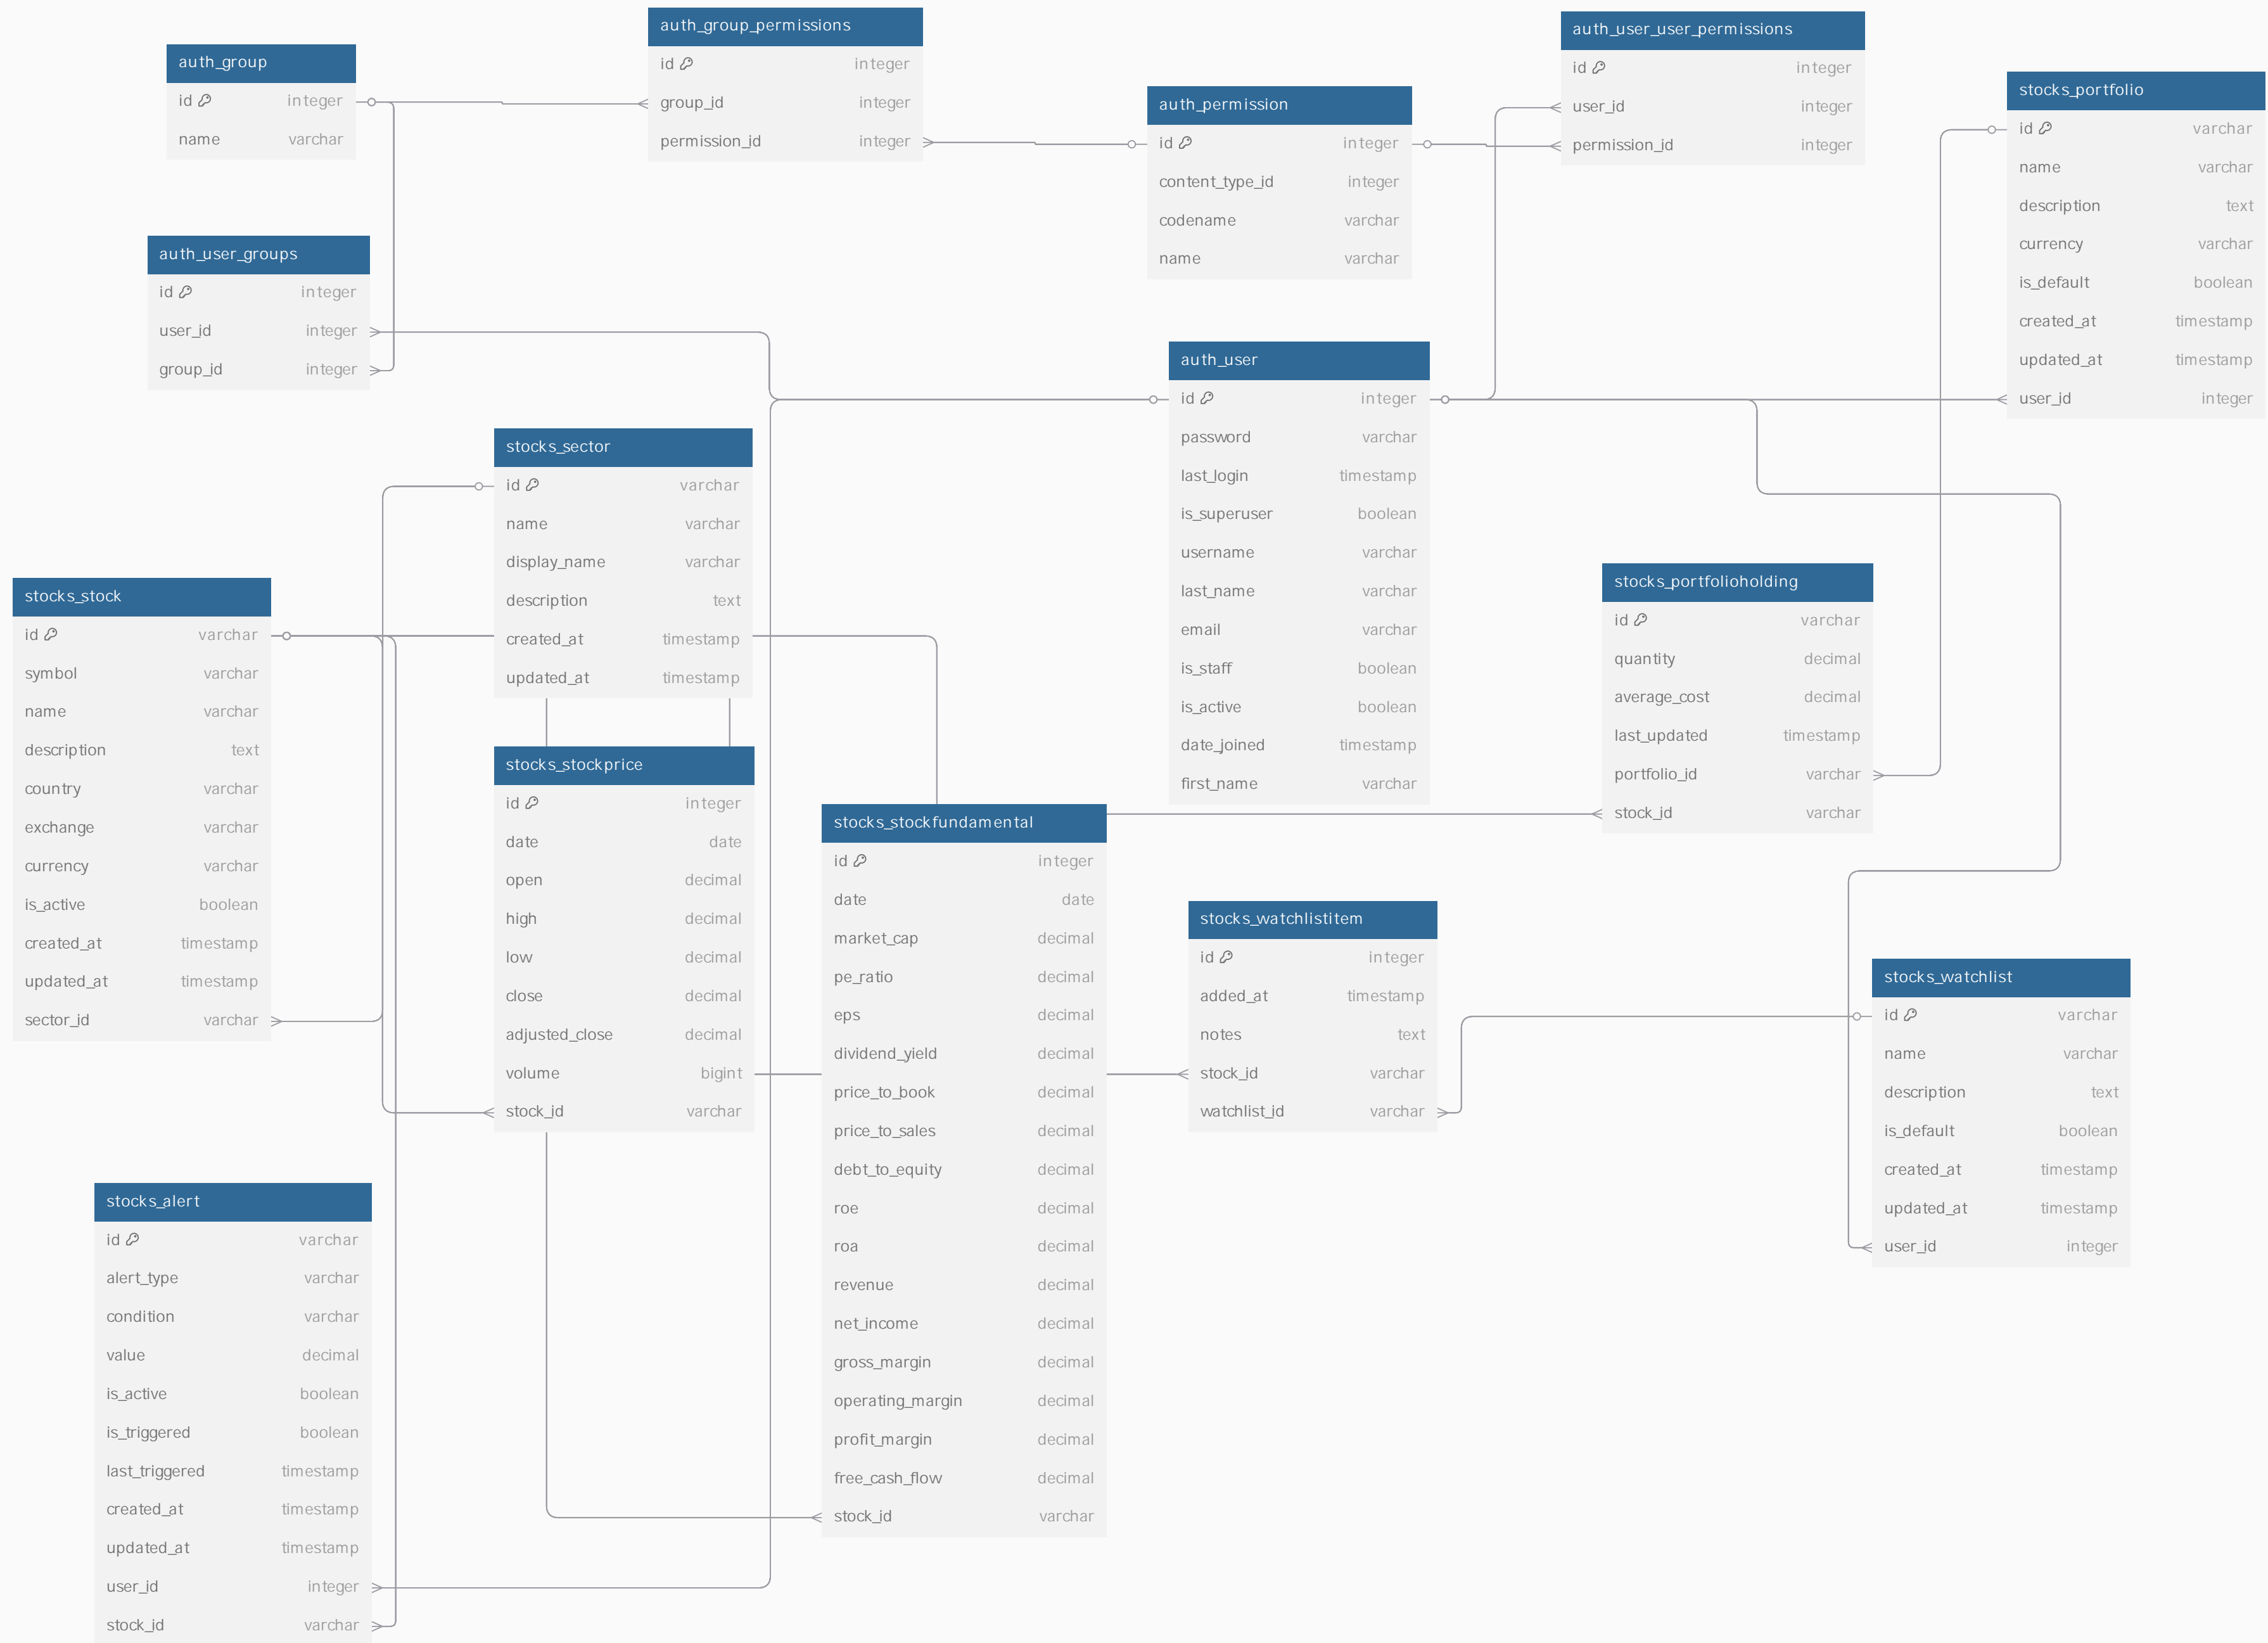 auth_group
id integer
name varchar
auth_group_permissions
id integer
group_id integer
permission_id integer
auth_permission
id integer
content_type_id integer
codename varchar
name varchar
auth_user_user_permissions
id integer
user_id integer
permission_id integer
stocks_portfolio
id varchar
name varchar
description text
currency varchar
is_default boolean
created_at timestamp
updated_at timestamp
user_id integer
auth_user_groups
id integer
user_id integer
group_id integer
auth_user
id integer
password varchar
last_login timestamp
is_superuser boolean
username varchar
last_name varchar
email varchar
is_staff boolean
is_active boolean
date_joined timestamp
first_name varchar
stocks_sector
id varchar
name varchar
display_name varchar
description text
created_at timestamp
updated_at timestamp
stocks_stock
id varchar
symbol varchar
name varchar
description text
country varchar
exchange varchar
currency varchar
is_active boolean
created_at timestamp
updated_at timestamp
sector_id varchar
stocks_portfolioholding
id varchar
quantity decimal
average_cost decimal
last_updated timestamp
portfolio_id varchar
stock_id varchar
stocks_stockprice
id integer
date date
open decimal
high decimal
low decimal
close decimal
adjusted_close decimal
volume bigint
stock_id varchar
stocks_stockfundamental
id integer
date date
market_cap decimal
pe_ratio decimal
eps decimal
dividend_yield decimal
price_to_book decimal
price_to_sales decimal
debt_to_equity decimal
roe decimal
roa decimal
revenue decimal
net_income decimal
gross_margin decimal
operating_margin decimal
profit_margin decimal
free_cash_flow decimal
stock_id varchar
stocks_watchlistitem
id integer
added_at timestamp
notes text
stock_id varchar
watchlist_id varchar
stocks_watchlist
id varchar
name varchar
description text
is_default boolean
created_at timestamp
updated_at timestamp
user_id integer
stocks_alert
id varchar
alert_type varchar
condition varchar
value decimal
is_active boolean
is_triggered boolean
last_triggered timestamp
created_at timestamp
updated_at timestamp
user_id integer
stock_id varchar